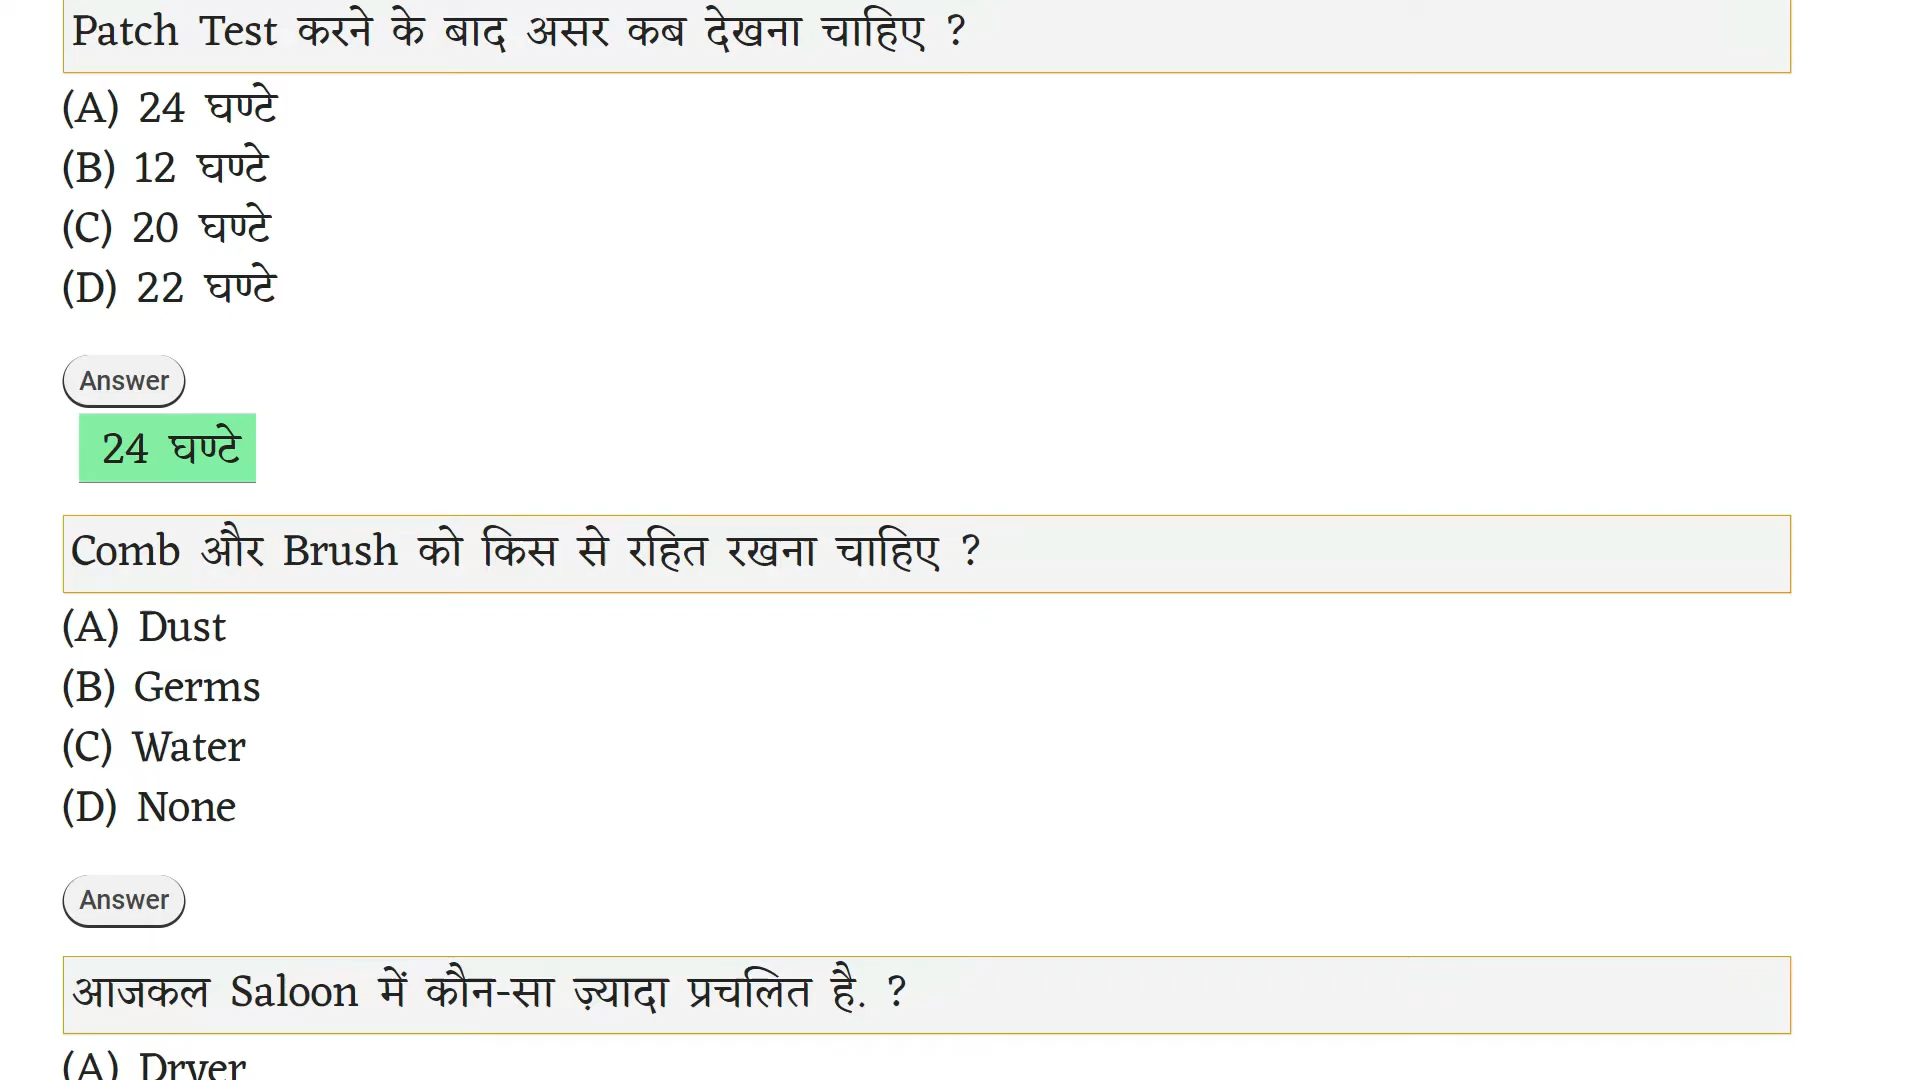 Patch Test करने के बाद असर कब देखना चाहिए ?
(A) 24 घण्टे
(B) 12 घण्टे
(C) 20 घण्टे
(D) 22 घण्टे
Answer
24 घण्टे
Comb और Brush को किस से रहित रखना चाहिए ?
(A) Dust
(B) Germs
(C) Water
(D) None
Answer
आजकल Saloon में कौन-सा ज़्यादा प्रचलित है. ?
(A) Dryer